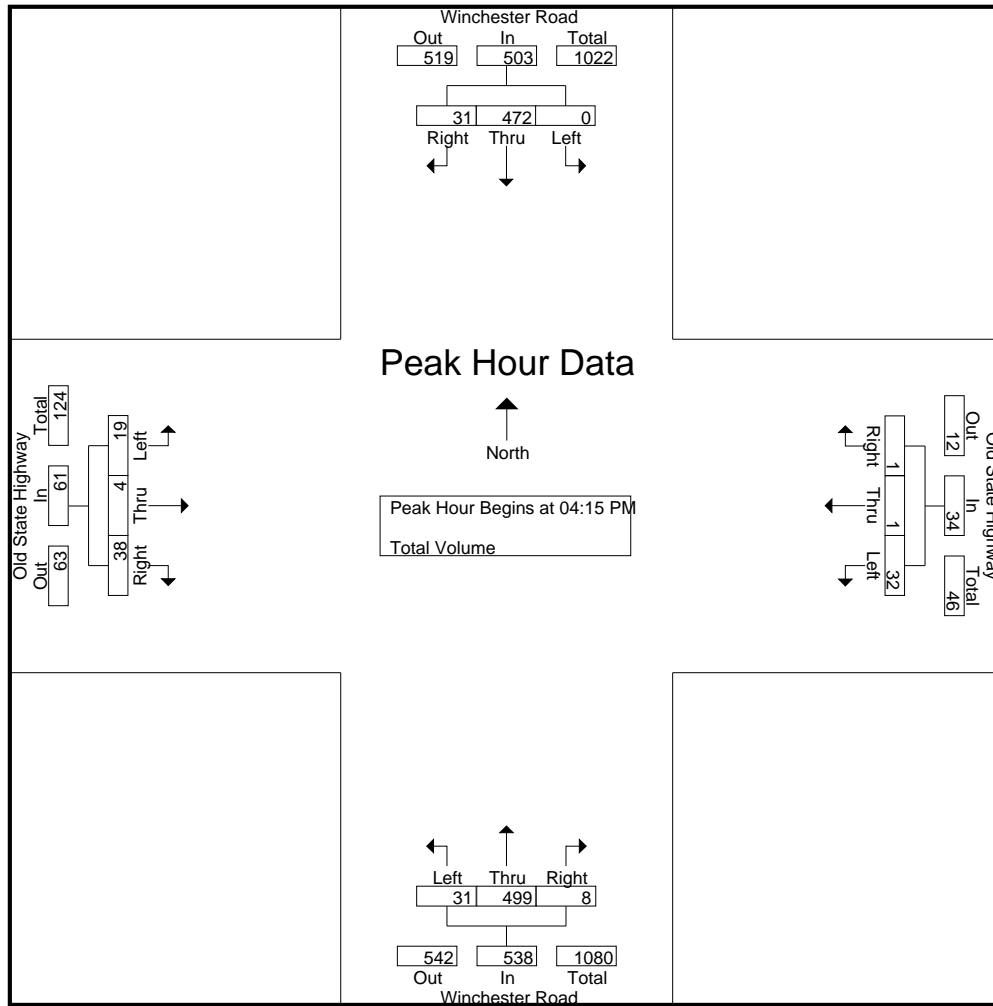 Winchester Road
Out In Total
519 503 1022
31 472 0
Right Thru Left
Peak Hour Data
North
Peak Hour Begins at 04:15 PM
Total Volume
Old State Highway
Total In Out
124 61 63
19 4 38
Left Thru Right
Old State Highway
Out In Total
12 34 46
Right Thru Left
1 1 32
Left Thru Right
31 499 8
542 538 1080
Out In Total
Winchester Road